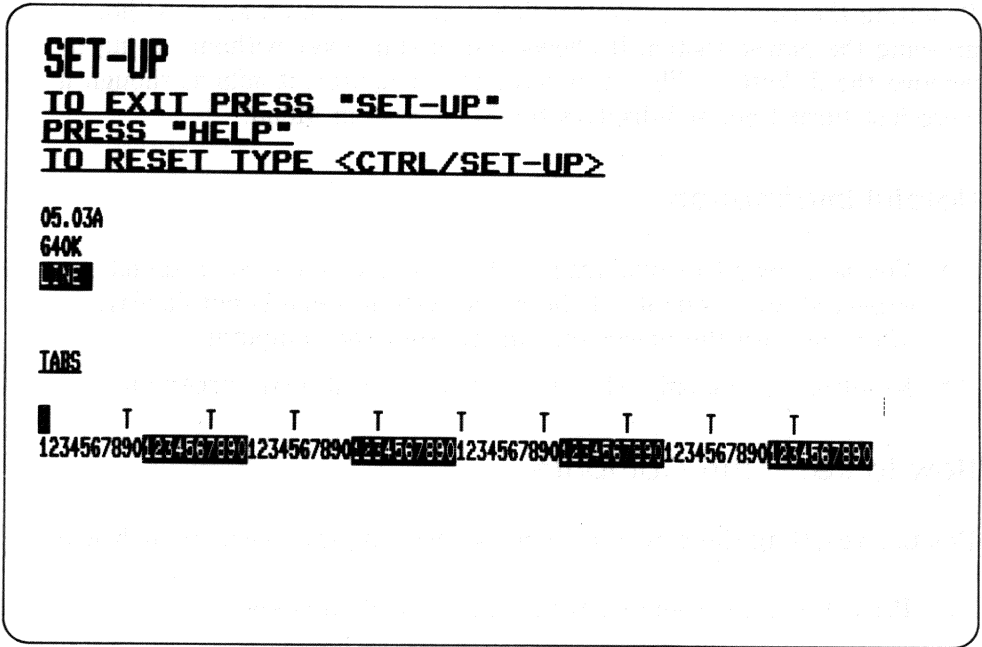 SET-UP
TO EXIT PRESS "SET-UP"
PRESS "HELP"
TO RESET TYPE <CTRL/SET-UP>
05.03A
640K
LINE
TABS
T T T T T T T T T
12345678901234567890123456789012345678901234567890123456789012345678901234567890